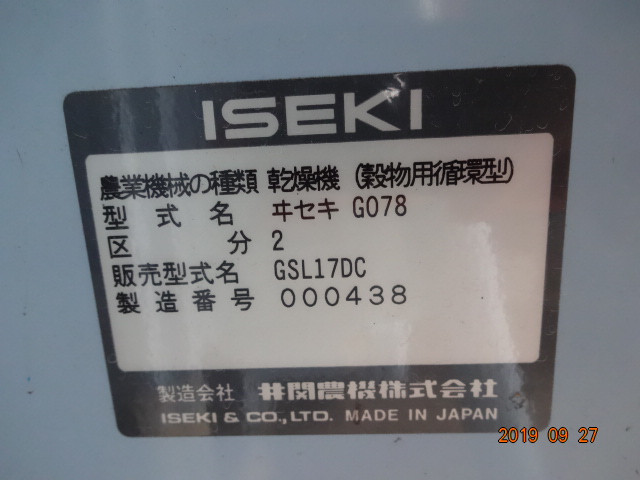 ISEKI
農業機械の種類 乾燥機 (穀物用循環型)
型式名 ヰセキ G078
区分 2
販売型式名 GSL17DC
製造番号 000438
製造会社 井関農機株式会社
ISEKI & CO., LTD. MADE IN JAPAN
2019 09 27